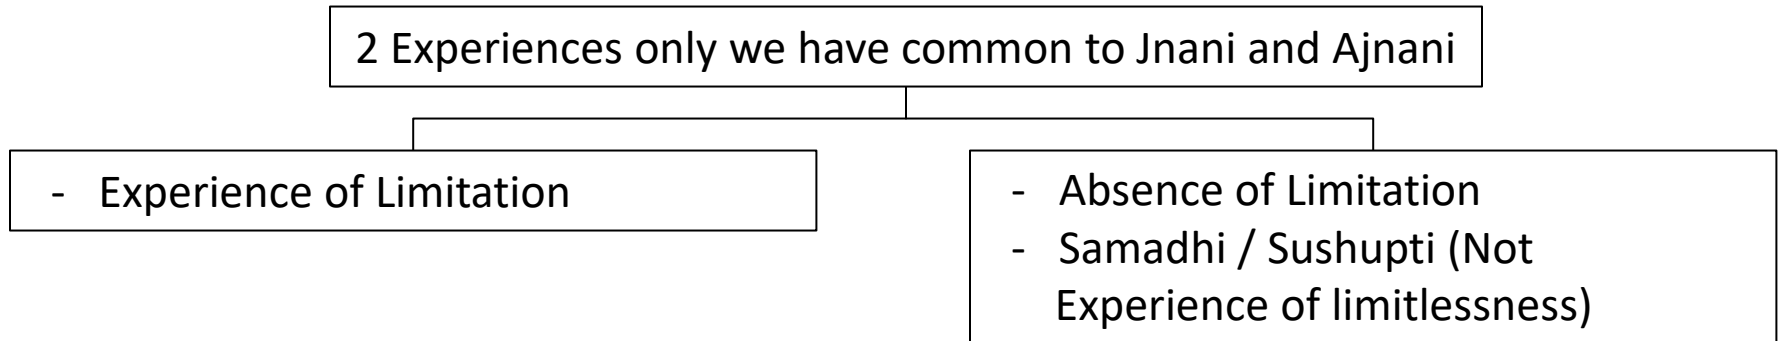 2 Experiences only we have common to Jnani and Ajnani
- Experience of Limitation
- Absence of Limitation
- Samadhi / Sushupti (Not
Experience of limitlessness)